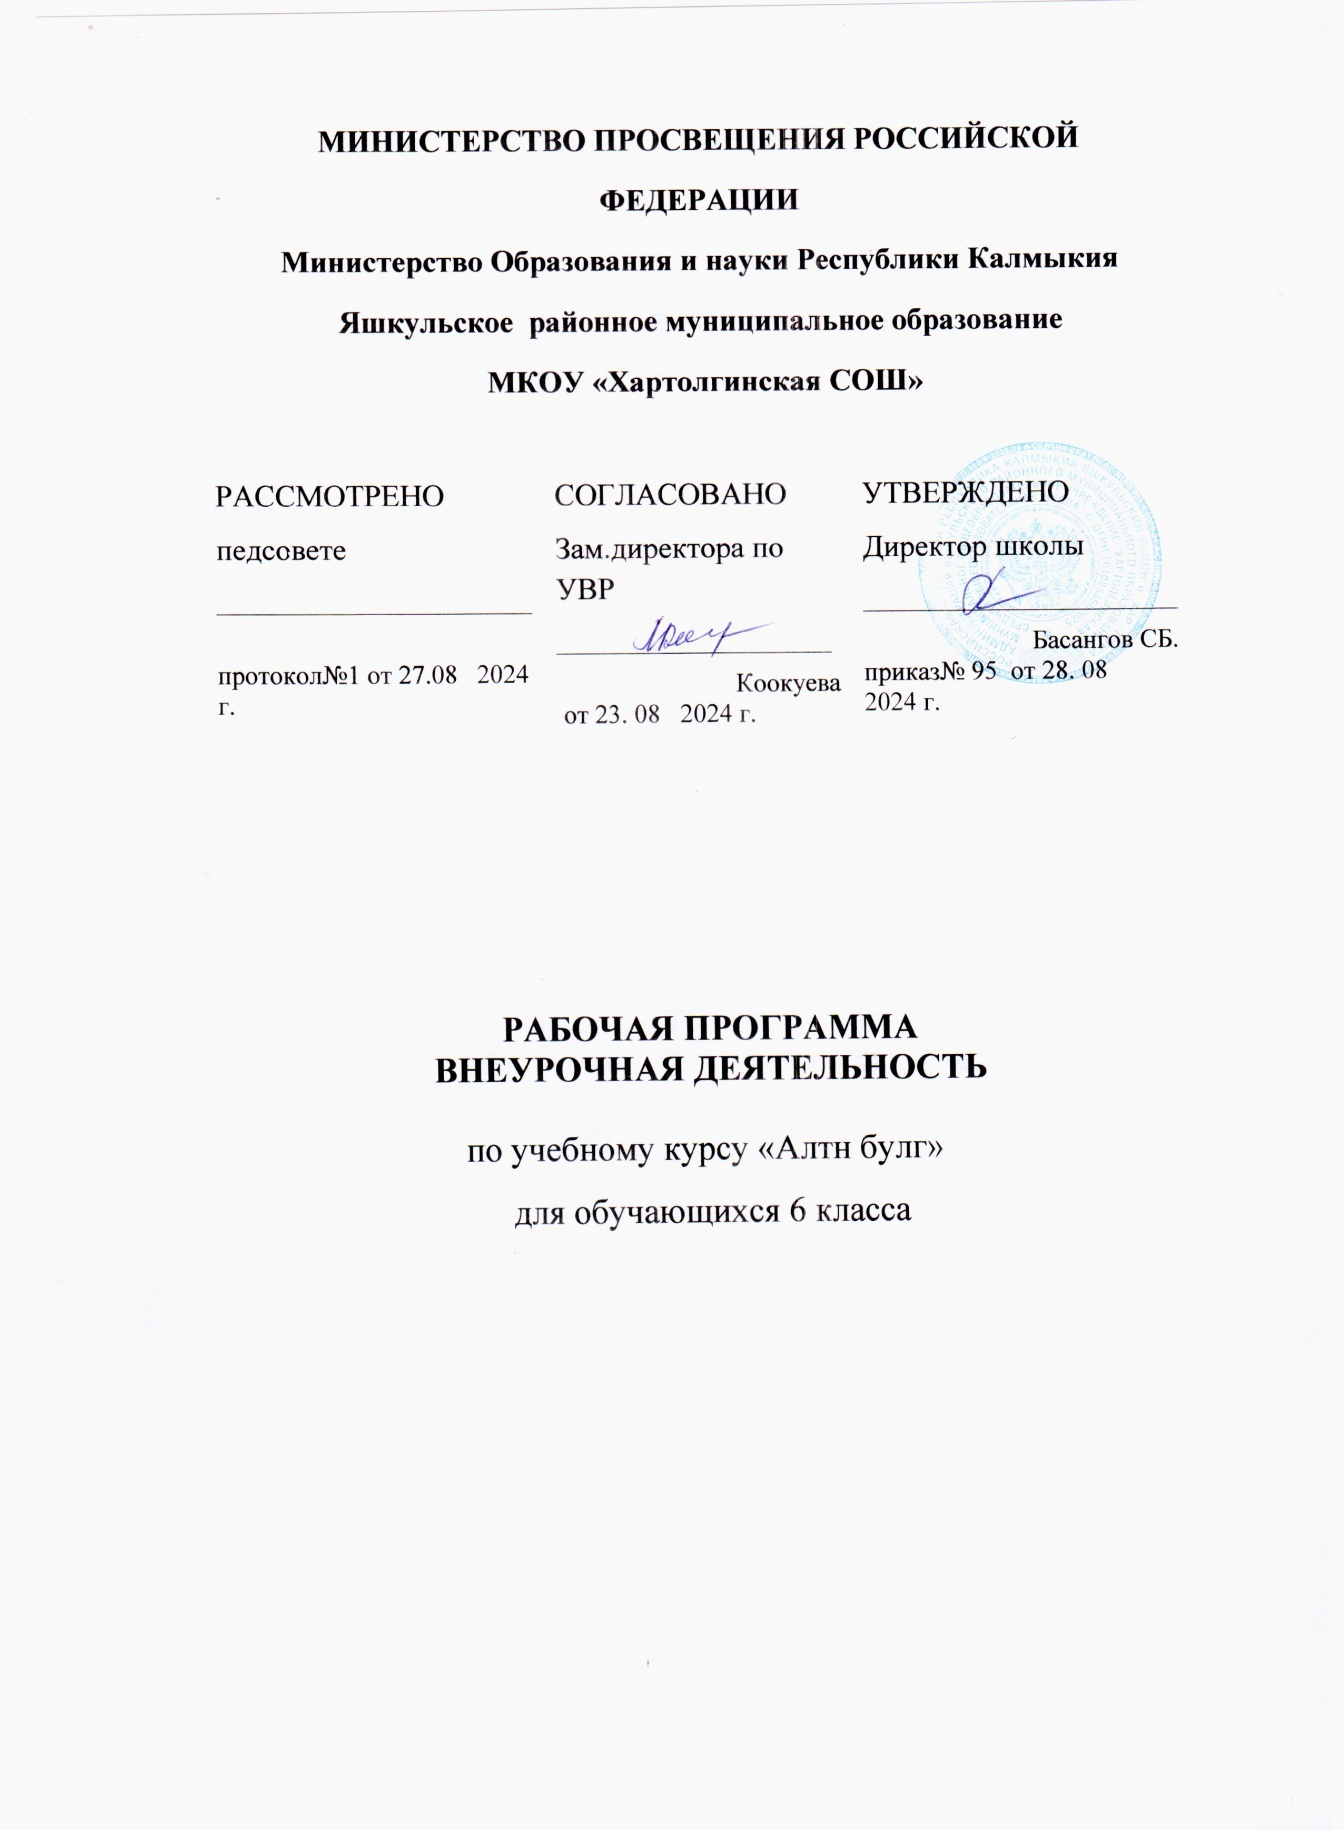 МИНИСТЕРСТВО ПРОСВЕЩЕНИЯ РОССИЙСКОЙ
ФЕДЕРАЦИИ
Министерство Образования и науки Республики Калмыкия
Яшкульское районное муниципальное образование
МКОУ «Хартолгинская СОШ»
РАССМОТРЕНО
педсовете
протокол№1 от 27.08 2024
г.
СОГЛАСОВАНО
Зам.директора по
УВР
Коокуева
от 23. 08 2024 г.
УТВЕРЖДЕНО
Директор школы
Басангов СБ.
приказ№ 95 от 28. 08
2024 г.
РАБОЧАЯ ПРОГРАММА
ВНЕУРОЧНАЯ ДЕЯТЕЛЬНОСТЬ
по учебному курсу «Алтн булг»
для обучающихся 6 класса